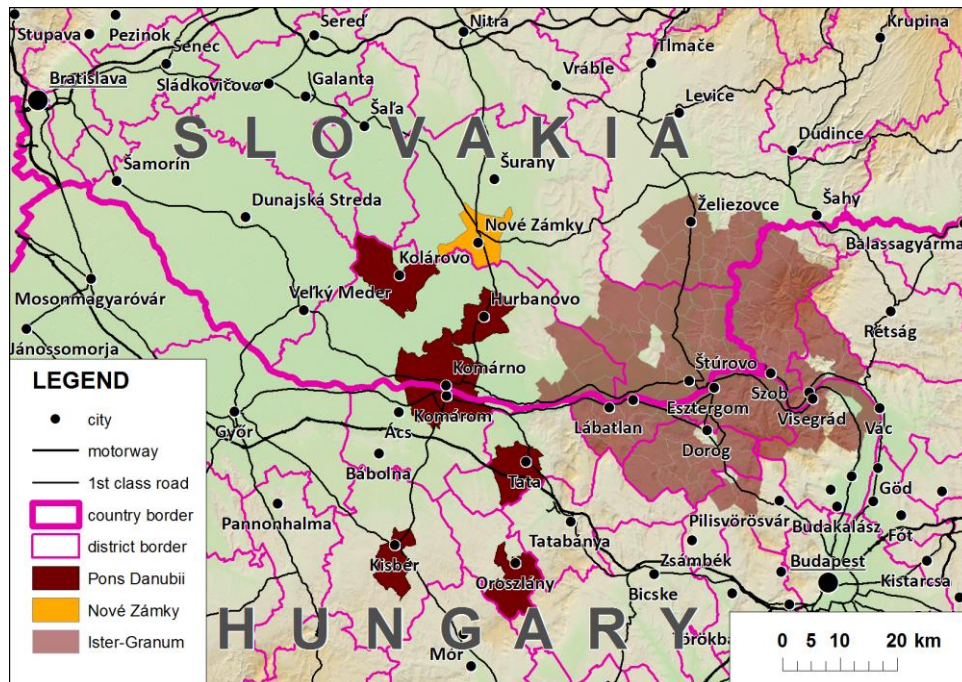 Stupava
Pezinok
Sereď
Nitra
Krupina
Senec
Tlmače
Bratislava
Sládkovičovo
Galanta
Vráble
Levice
Šaľa
SLOVAKIA
Dudince
Šamorín
Šurany
Dunajská Streda
Želiezovce
Šahy
Nové Zámky
Balassagyarma
Kolárovo
Mosonmagyaróvár
Veľký Meder
Hurbanovo
Rétság
Jánossomorja
LEGEND
city
motorway
1st class road
country border
district border
Pons Danubii
Nové Zámky
Ister-Granum
Komárno
Štúrovo
Szob
Komárom
Esztergom
Visegrád
Győr
Ács
Lábatlan
Vác
Dorog
Bábolna
Tata
Göd
Pannonhalma
Pilisvörösvár
Budakalász
Fót
Tatabánya
Kisbér
Zsámbék
Budapest
Oroszlány
Kistarcsa
Bicske
HUNGARY
Mór
0 5 10 20 km